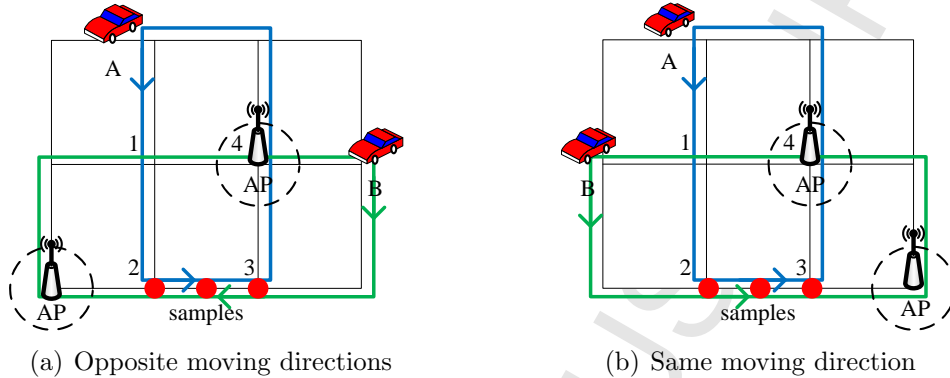 A
1
4
AP
B
2
3
AP
samples
(a) Opposite moving directions
A
1
4
AP
B
2
3
AP
samples
(b) Same moving direction